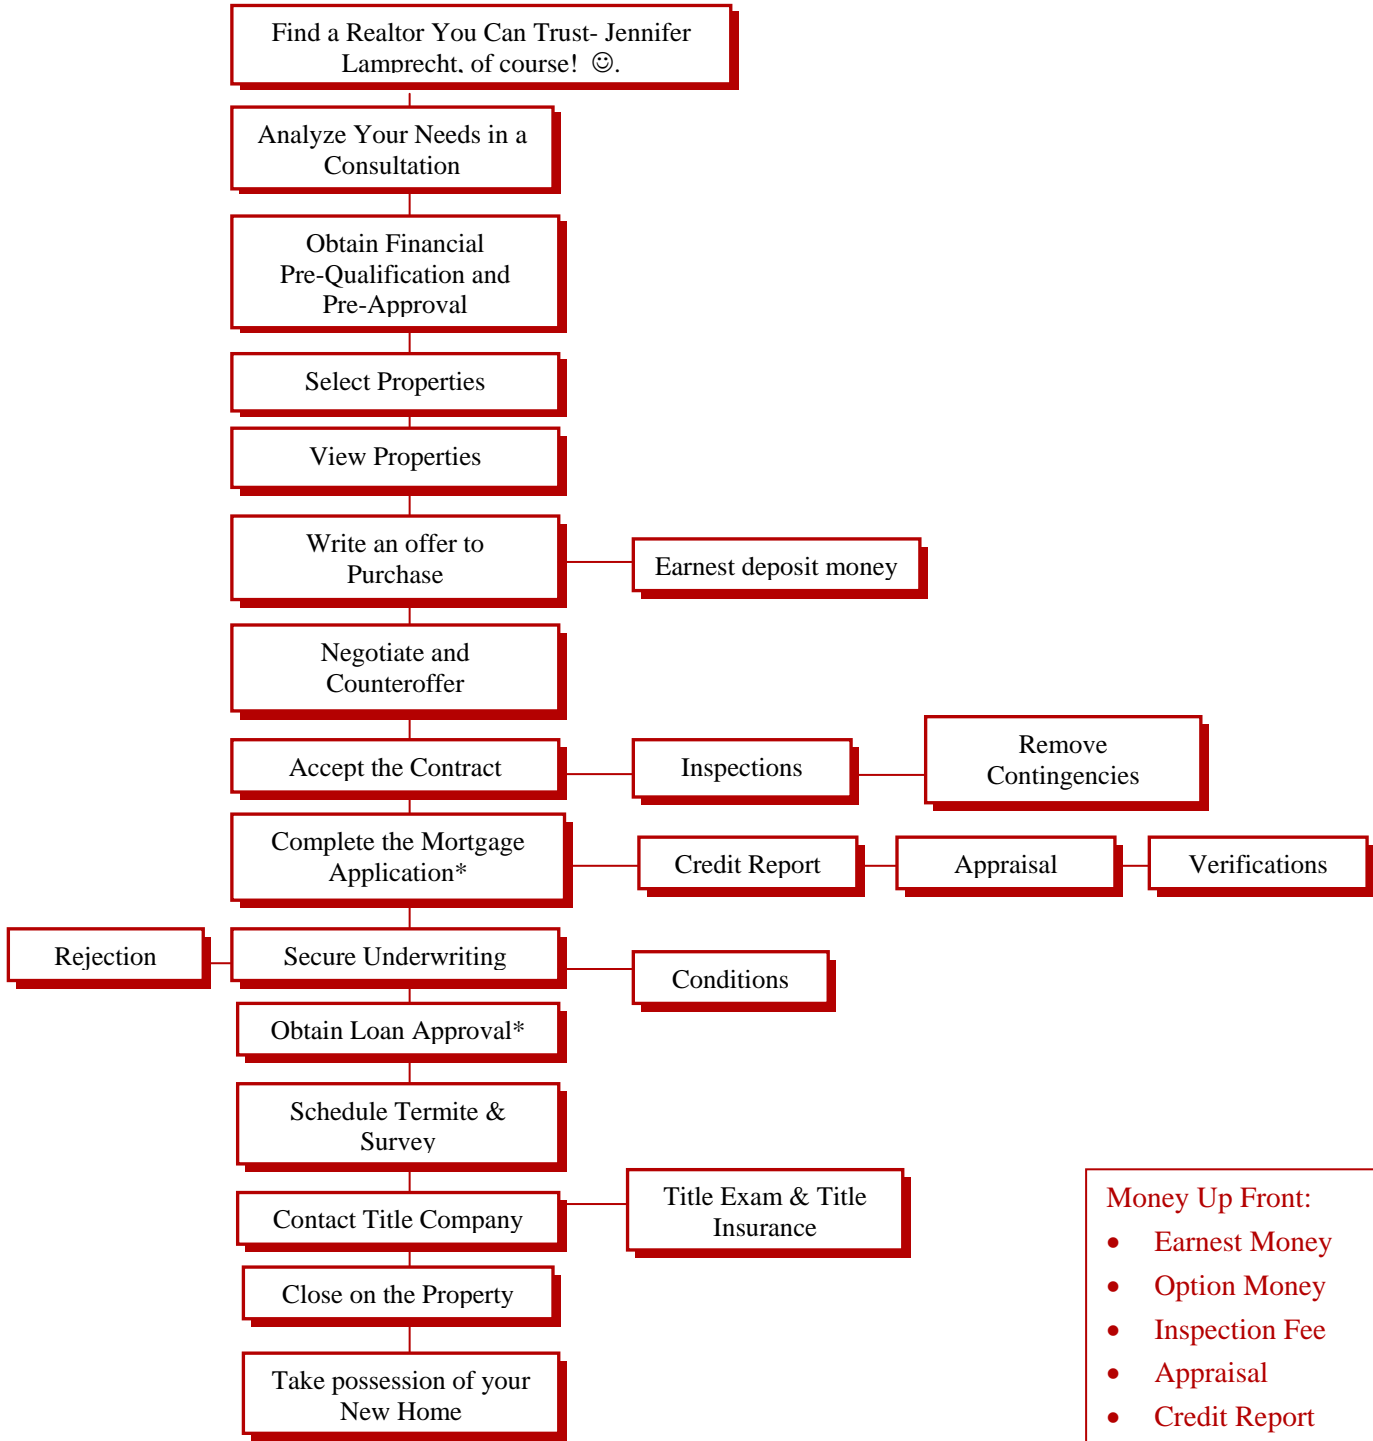 Find a Realtor You Can Trust- Jennifer
Lamprecht, of course! ☺.
Analyze Your Needs in a
Consultation
Obtain Financial
Pre-Qualification and
Pre-Approval
Select Properties
View Properties
Write an offer to
Purchase
Earnest deposit money
Negotiate and
Counteroffer
Accept the Contract
Inspections
Remove
Contingencies
Complete the Mortgage
Application*
Credit Report
Appraisal
Verifications
Rejection
Secure Underwriting
Conditions
Obtain Loan Approval*
Schedule Termite &
Survey
Contact Title Company
Title Exam & Title
Insurance
Close on the Property
Take possession of your
New Home
Money Up Front:
• Earnest Money
• Option Money
• Inspection Fee
• Appraisal
• Credit Report